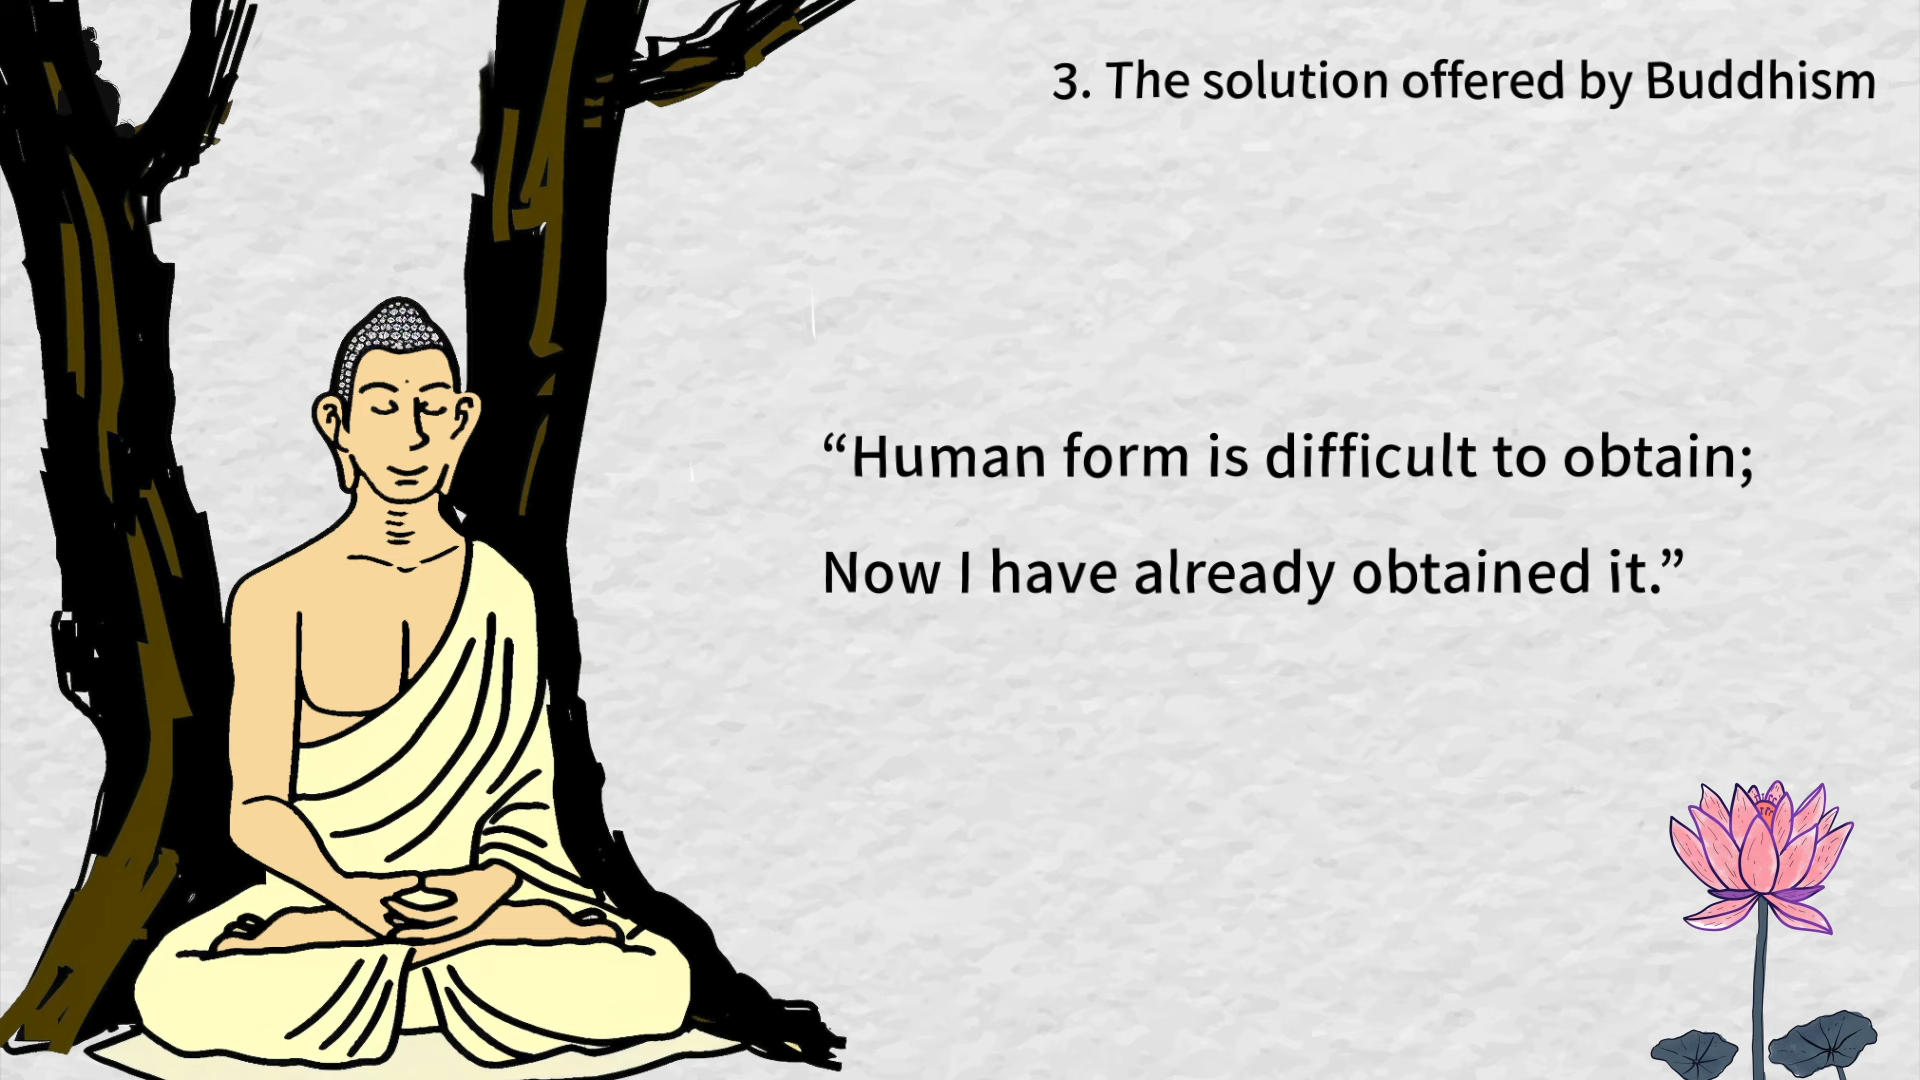 3. The solution offered by Buddhism
“Human form is difficult to obtain;
Now I have already obtained it.”